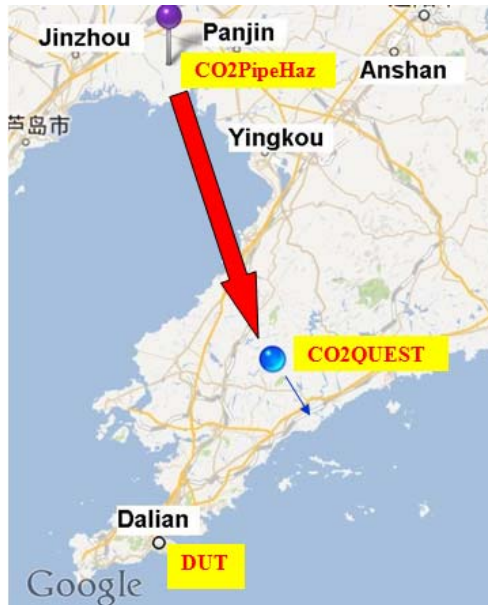 Jinzhou
Panjin
CO2PipeHaz
Anshan
芦岛市
Yingkou
CO2QUEST
Dalian
DUT
Google